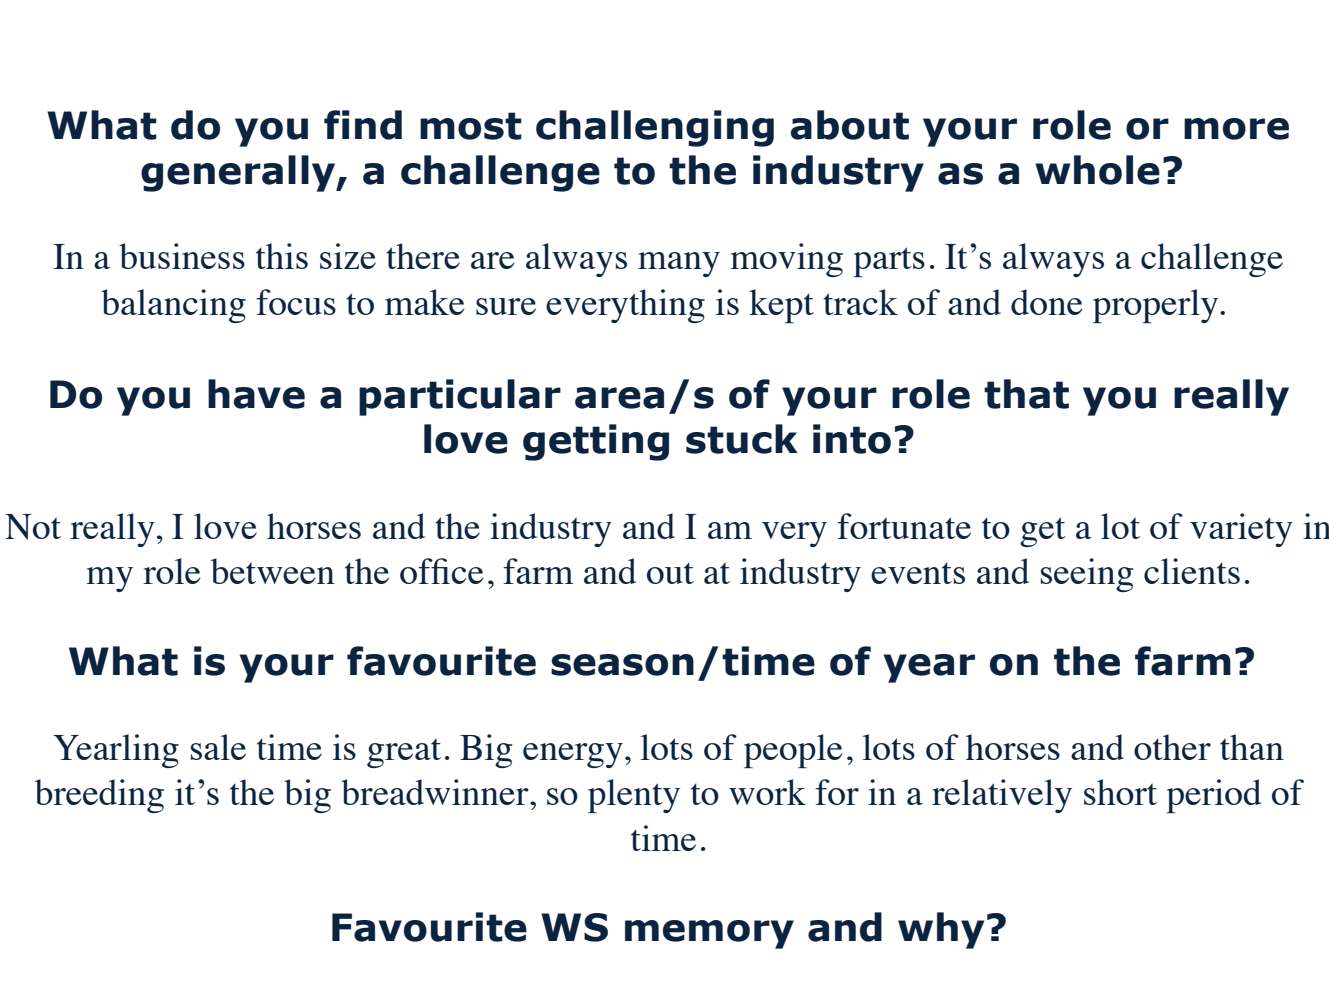 What do you find most challenging about your role or more
generally, a challenge to the industry as a whole?
In a business this size there are always many moving parts. It’s always a challenge
balancing focus to make sure everything is kept track of and done properly.
Do you have a particular area/s of your role that you really
love getting stuck into?
Not really, I love horses and the industry and I am very fortunate to get a lot of variety in
my role between the office, farm and out at industry events and seeing clients.
What is your favourite season/time of year on the farm?
Yearling sale time is great. Big energy, lots of people, lots of horses and other than
breeding it’s the big breadwinner, so plenty to work for in a relatively short period of
time.
Favourite WS memory and why?